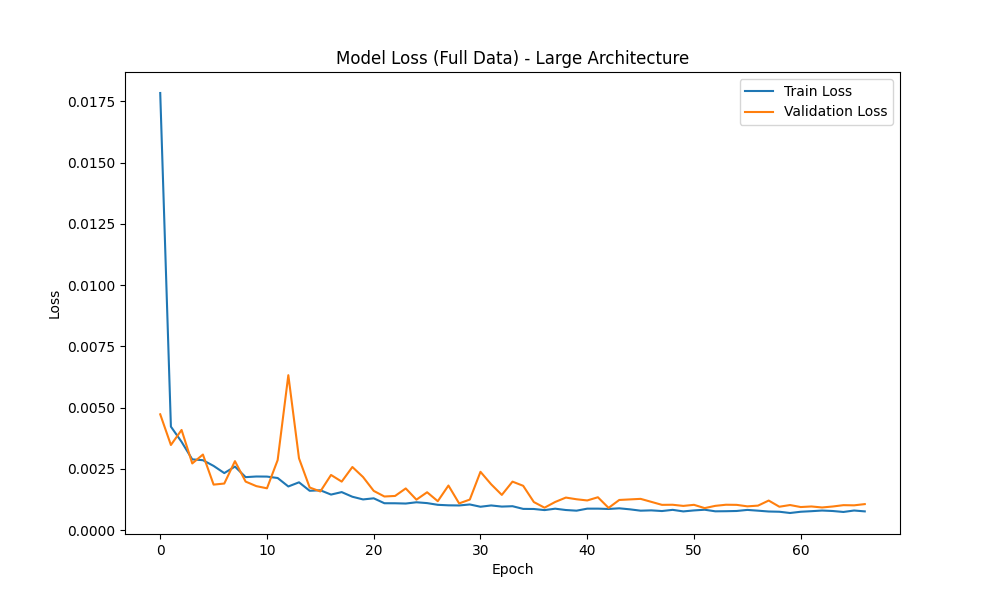 Model Loss (Full Data) - Large Architecture
Train Loss
Validation Loss
0.0175
0.0150
0.0125
0.0100
0.0075
0.0050
0.0025
0.0000
Loss
0 10 20 30 40 50 60
Epoch